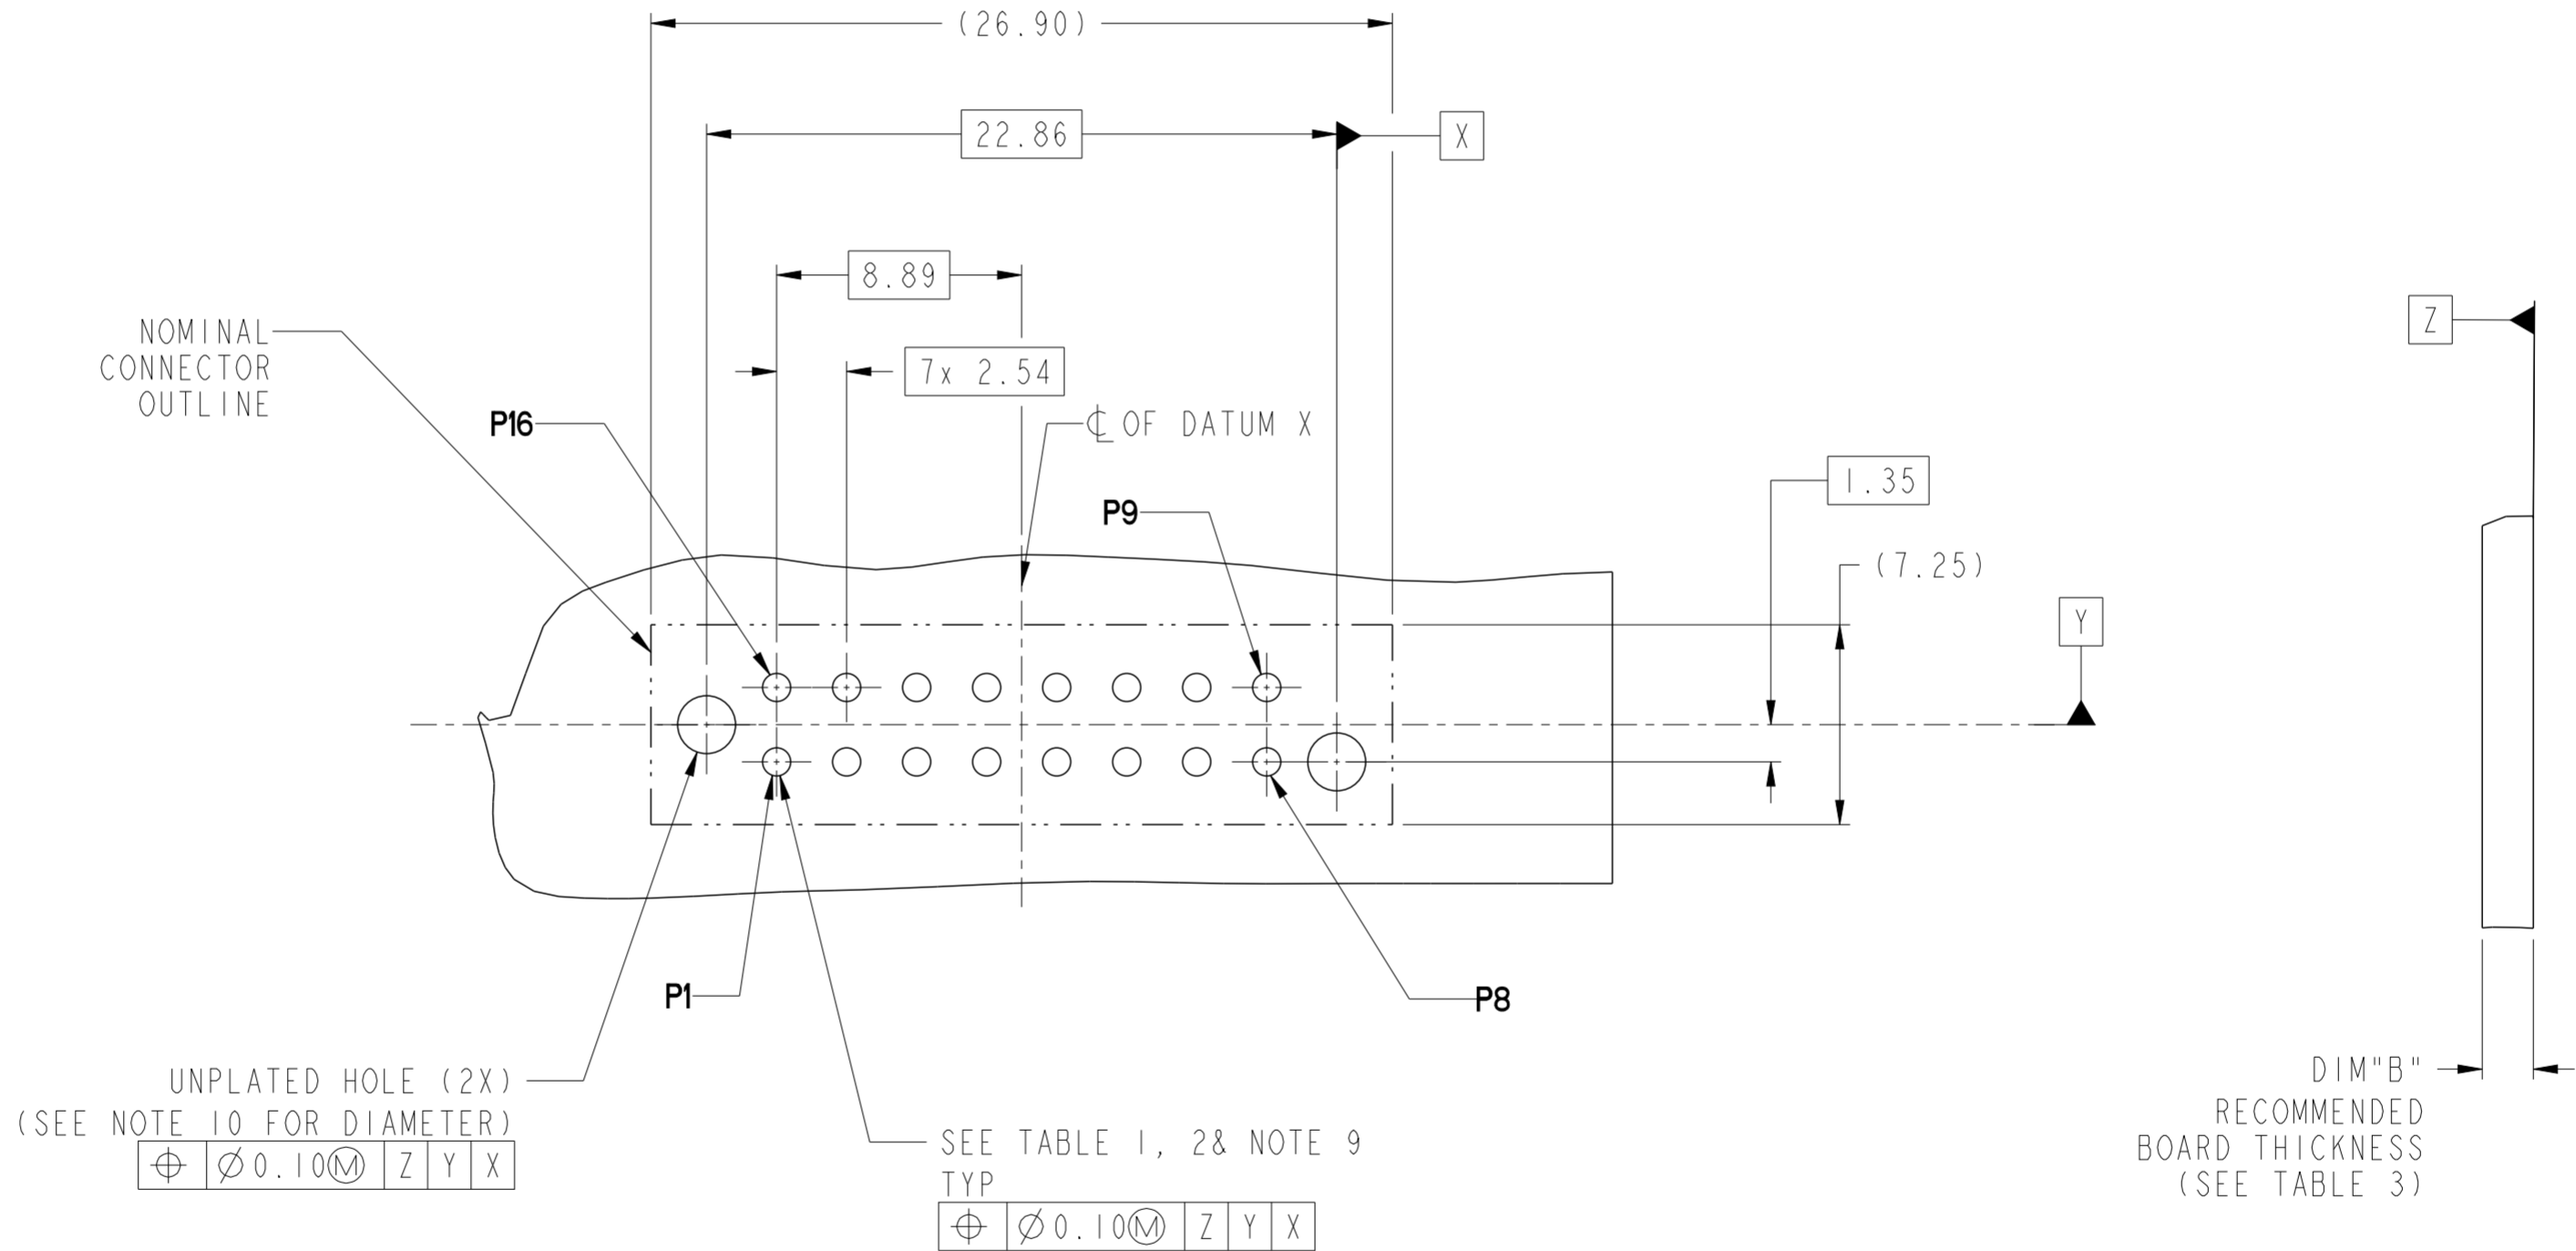 (26.90)
22.86
X
8.89
Z
NOMINAL
CONNECTOR
OUTLINE
7x 2.54
P16
℄ OF DATUM X
1.35
P9
(7.25)
Y
P1
P8
UNPLATED HOLE (2X)
(SEE NOTE 10 FOR DIAMETER)
⌖ ∅0.10Ⓜ Z Y X
SEE TABLE 1, 2& NOTE 9
TYP
⌖ ∅0.10Ⓜ Z Y X
DIM"B"
RECOMMENDED
BOARD THICKNESS
(SEE TABLE 3)